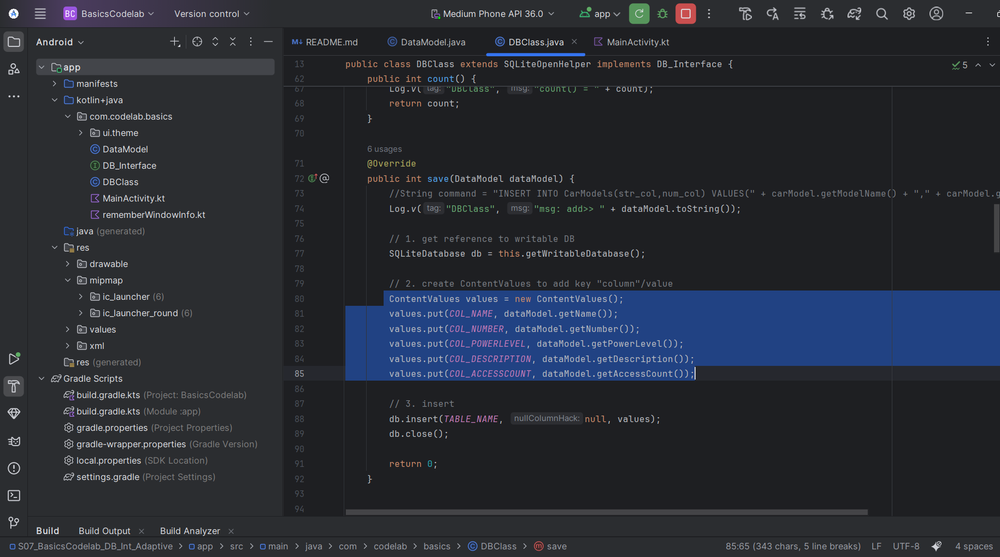 BC BasicsCodelab Version control Medium Phone API 36.0 app
Android
app
manifests
kotlin+java
com.codelab.basics
ui.theme
DataModel
DB_Interface
DBClass
MainActivity.kt
rememberWindowInfo.kt
java (generated)
res
drawable
mipmap
ic_launcher (6)
ic_launcher_round (6)
values
xml
res (generated)
Gradle Scripts
build.gradle.kts (Project: BasicsCodelab)
build.gradle.kts (Module :app)
gradle.properties (Project Properties)
gradle-wrapper.properties (Gradle Version)
local.properties (SDK Location)
settings.gradle (Project Settings)
README.md DataModel.java DBClass.java MainActivity.kt
13 public class DBClass extends SQLiteOpenHelper implements DB_Interface { 5
62 public int count() {
67 Log.v( tag: "DBClass", msg: "count() = " + count);
68 return count;
69 }
70
6 usages
71 @Override
72 public int save(DataModel dataModel) {
73 //String command = "INSERT INTO CarModels(str_col,num_col) VALUES(" + carModel.getModelName() + "," + carModel.g
74 Log.v( tag: "DBClass", msg: "msg: add>> " + dataModel.toString());
75
76 // 1. get reference to writable DB
77 SQLiteDatabase db = this.getWritableDatabase();
78
79 // 2. create ContentValues to add key "column"/value
80 ContentValues values = new ContentValues();
81 values.put(COL_NAME, dataModel.getName());
82 values.put(COL_NUMBER, dataModel.getNumber());
83 values.put(COL_POWERLEVEL, dataModel.getPowerLevel());
84 values.put(COL_DESCRIPTION, dataModel.getDescription());
85 values.put(COL_ACCESSCOUNT, dataModel.getAccessCount());
86
87 // 3. insert
88 db.insert(TABLE_NAME, nullColumnHack: null, values);
89 db.close();
90
91 return 0;
92 }
93
94
Build Build Output Build Analyzer
S07_BasicsCodelab_DB_Int_Adaptive > app > src > main > java > com > codelab > basics > DBClass > save 85:65 (343 chars, 5 line breaks) LF UTF-8 4 spaces